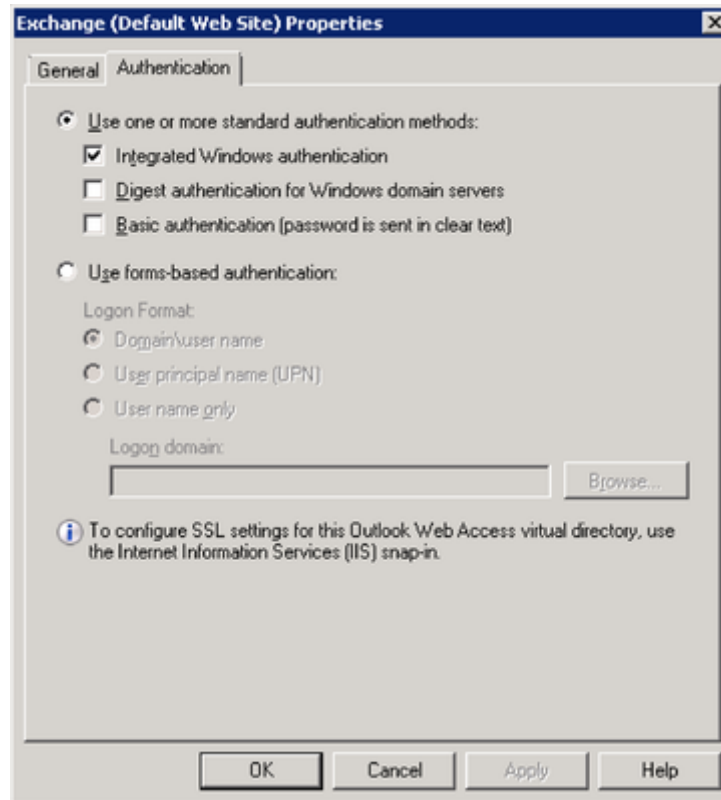 Exchange (Default Web Site) Properties
General
Authentication
Use one or more standard authentication methods:
Integrated Windows authentication
Digest authentication for Windows domain servers
Basic authentication (password is sent in clear text)
Use forms-based authentication:
Logon Format:
Domain\user name
User principal name (UPN)
User name only
Logon domain:
Browse...
To configure SSL settings for this Outlook Web Access virtual directory, use
the Internet Information Services (IIS) snap-in.
OK
Cancel
Apply
Help